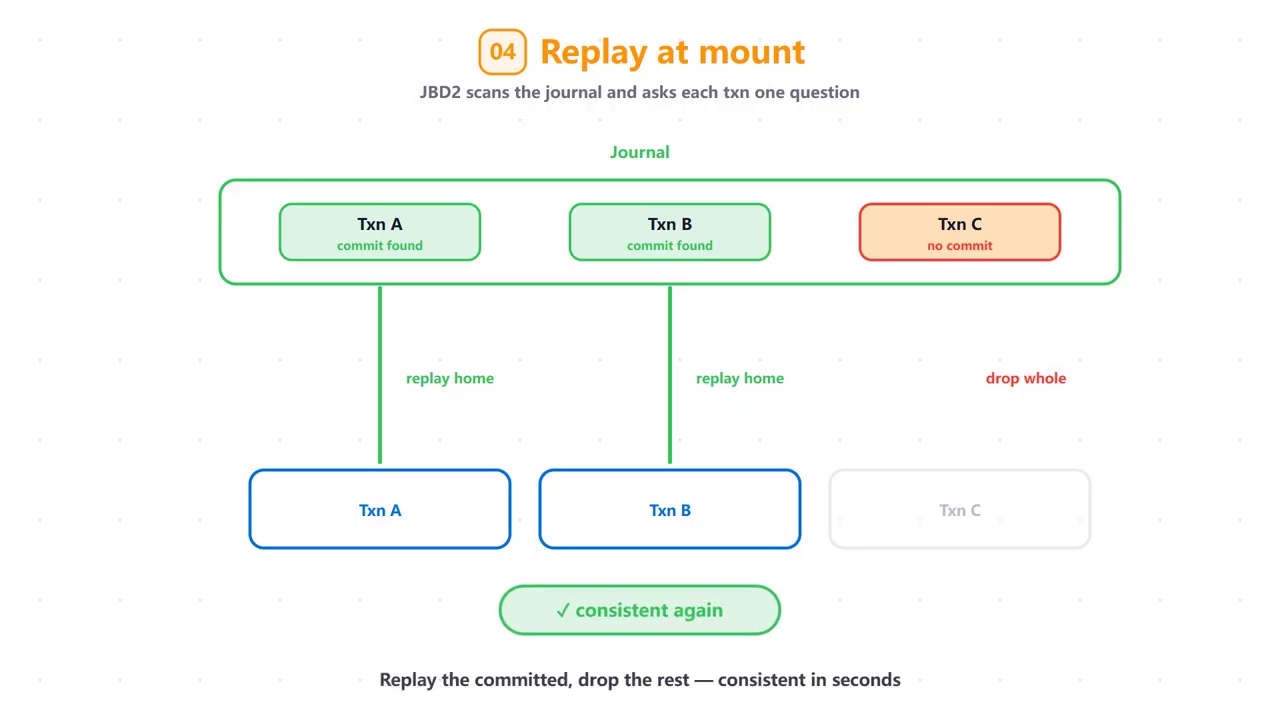 04 Replay at mount
JBD2 scans the journal and asks each txn one question
Journal
Txn A
commit found
Txn B
commit found
Txn C
no commit
replay home
replay home
drop whole
Txn A
Txn B
Txn C
✓ consistent again
Replay the committed, drop the rest — consistent in seconds